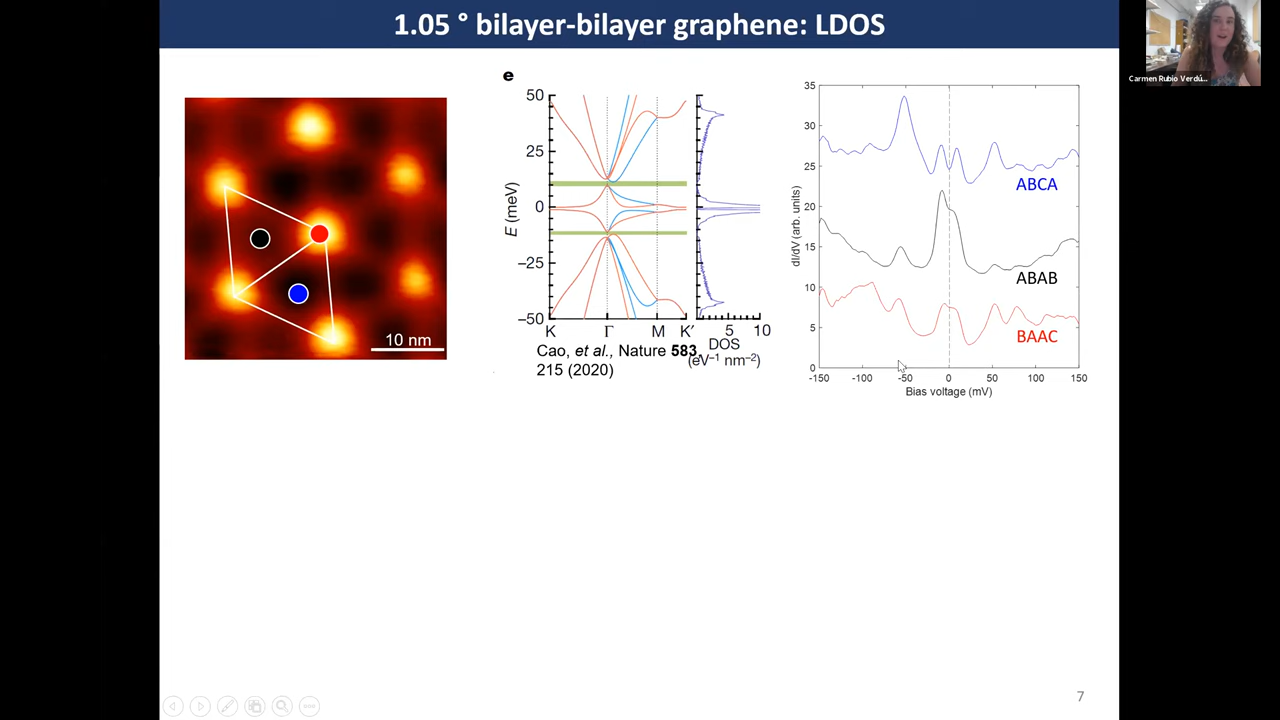 1.05 ° bilayer-bilayer graphene: LDOS
Carmen Rubio Verdú...
10 nm
e
50
25
0
−25
−50
E (meV)
K
Γ
M
K′
5
10
DOS
(eV⁻¹ nm⁻²)
Cao, et al., Nature 583,
215 (2020)
35
30
25
20
15
10
5
0
dI/dV (arb. units)
ABCA
ABAB
BAAC
-150
-100
-50
0
50
100
150
Bias voltage (mV)
7